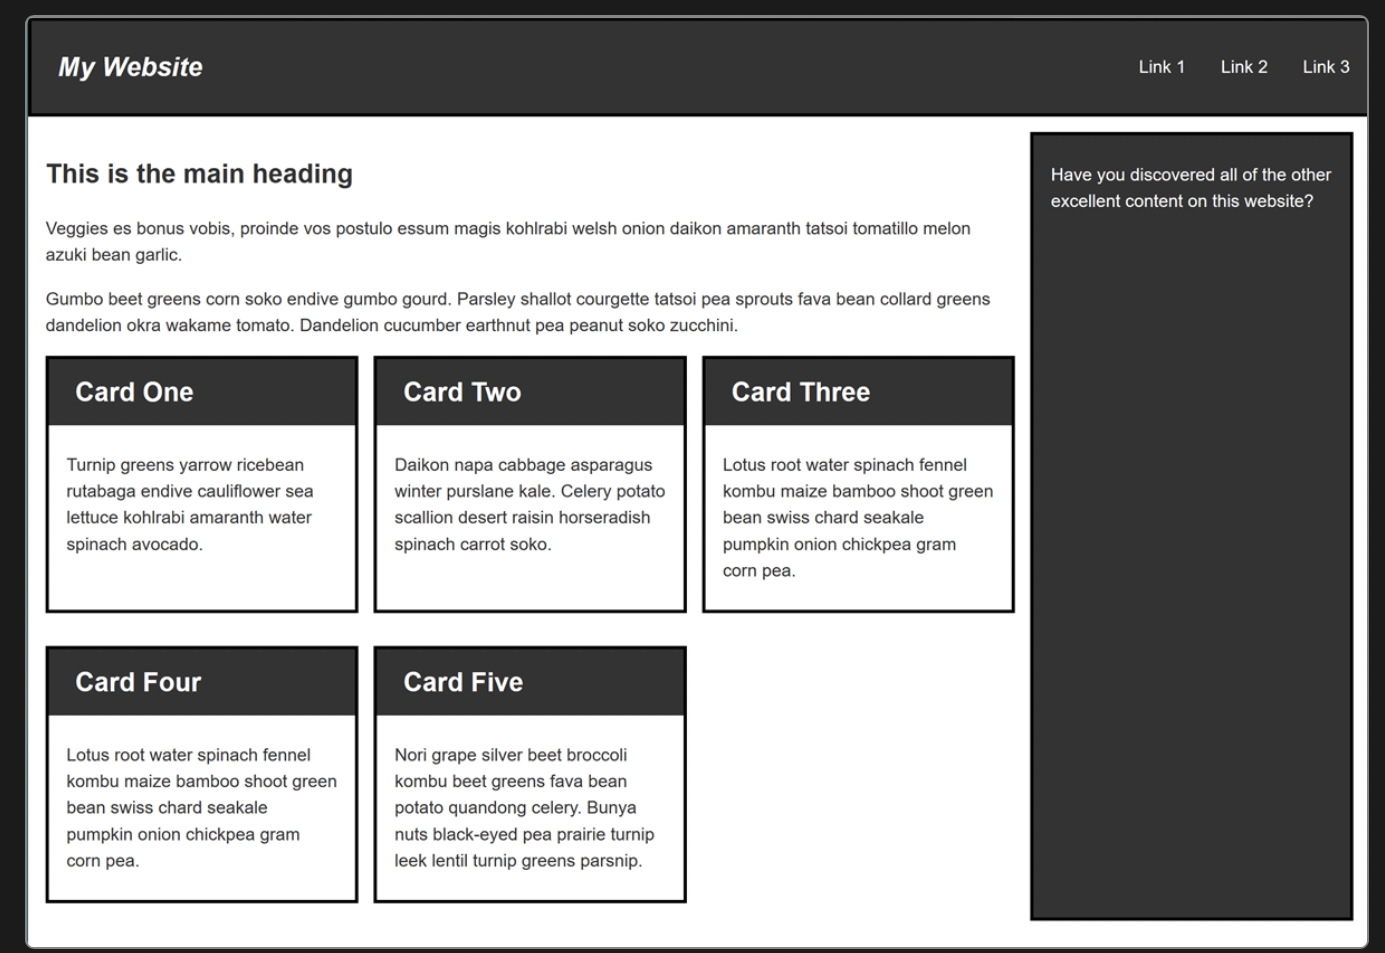 My Website
Link 1
Link 2
Link 3
This is the main heading
Veggies es bonus vobis, proinde vos postulo essum magis kohlrabi welsh onion daikon amaranth tatsoi tomatillo melon
azuki bean garlic.
Gumbo beet greens corn soko endive gumbo gourd. Parsley shallot courgette tatsoi pea sprouts fava bean collard greens
dandelion okra wakame tomato. Dandelion cucumber earthnut pea peanut soko zucchini.
Card One
Turnip greens yarrow ricebean
rutabaga endive cauliflower sea
lettuce kohlrabi amaranth water
spinach avocado.
Card Two
Daikon napa cabbage asparagus
winter purslane kale. Celery potato
scallion desert raisin horseradish
spinach carrot soko.
Card Three
Lotus root water spinach fennel
kombu maize bamboo shoot green
bean swiss chard seakale
pumpkin onion chickpea gram
corn pea.
Card Four
Lotus root water spinach fennel
kombu maize bamboo shoot green
bean swiss chard seakale
pumpkin onion chickpea gram
corn pea.
Card Five
Nori grape silver beet broccoli
kombu beet greens fava bean
potato quandong celery. Bunya
nuts black-eyed pea prairie turnip
leek lentil turnip greens parsnip.
Have you discovered all of the other
excellent content on this website?